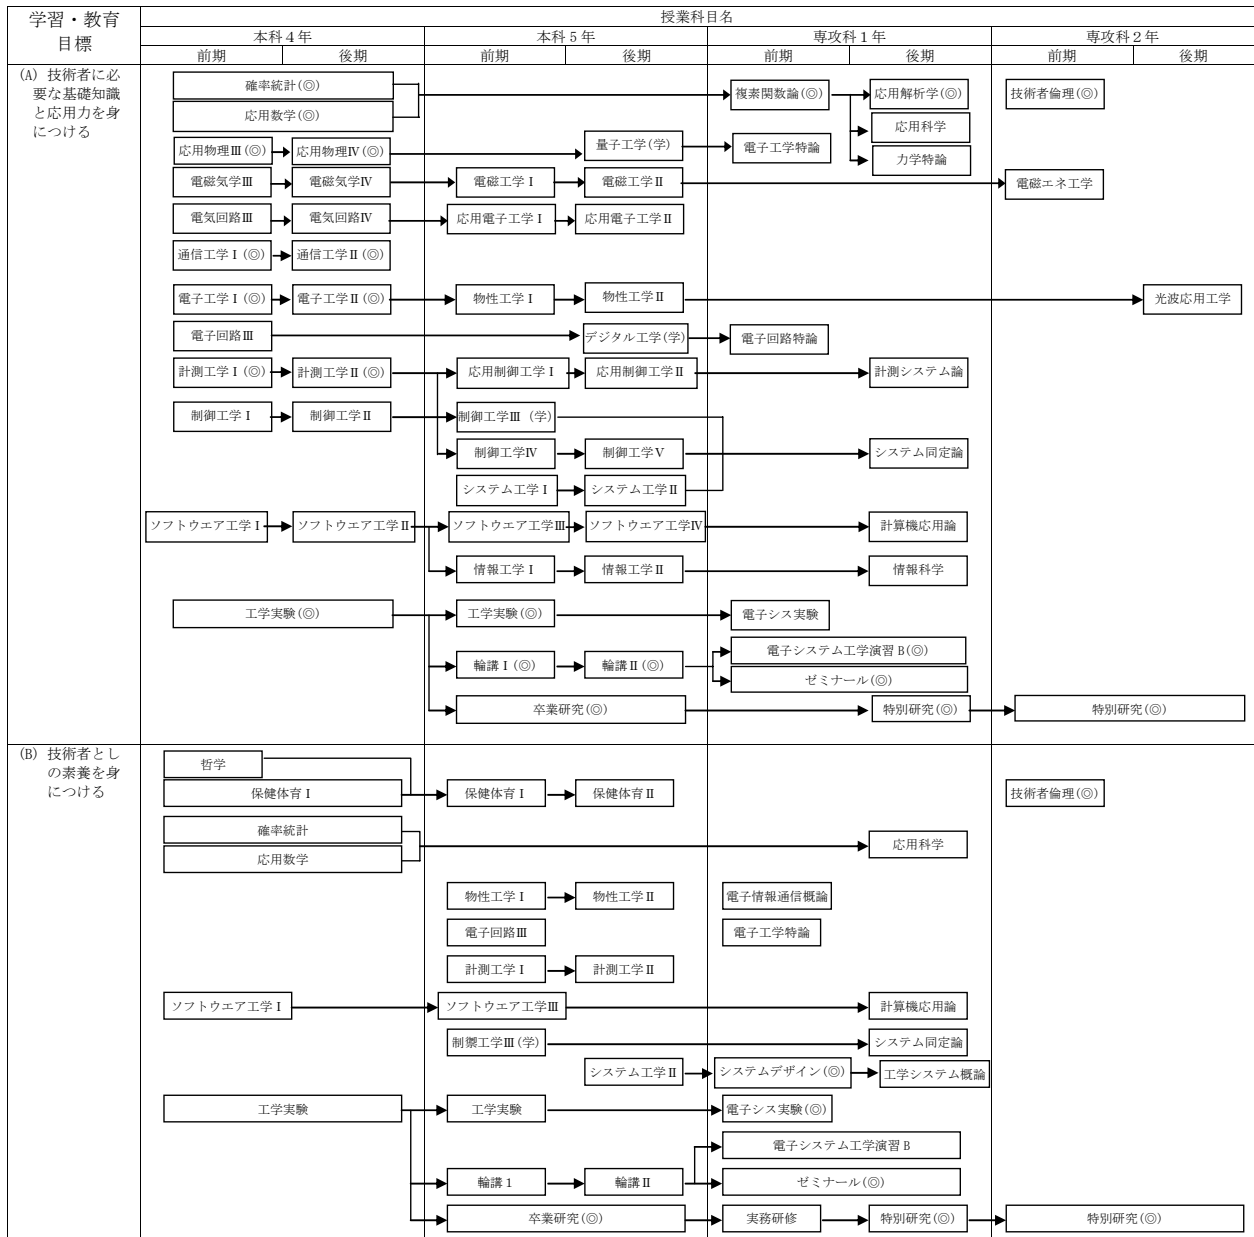 学習・教育
目標
授業科目名
本科４年
本科５年
専攻科１年
専攻科２年
前期
後期
前期
後期
前期
後期
前期
後期
(A) 技術者に必
要な基礎知識
と応用力を身
につける
確率統計(◎)
複素関数論(◎)
応用解析学(◎)
技術者倫理(◎)
応用数学(◎)
応用科学
応用物理Ⅲ(◎)
応用物理Ⅳ(◎)
量子工学(学)
電子工学特論
力学特論
電磁気学Ⅲ
電磁気学Ⅳ
電磁工学Ⅰ
電磁工学Ⅱ
電磁エネ工学
電気回路Ⅲ
電気回路Ⅳ
応用電子工学Ⅰ
応用電子工学Ⅱ
通信工学Ⅰ(◎)
通信工学Ⅱ(◎)
電子工学Ⅰ(◎)
電子工学Ⅱ(◎)
物性工学Ⅰ
物性工学Ⅱ
光波応用工学
電子回路Ⅲ
デジタル工学(学)
電子回路特論
計測工学Ⅰ(◎)
計測工学Ⅱ(◎)
応用制御工学Ⅰ
応用制御工学Ⅱ
計測システム論
制御工学Ⅰ
制御工学Ⅱ
制御工学Ⅲ (学)
制御工学Ⅳ
制御工学Ⅴ
システム同定論
システム工学Ⅰ
システム工学Ⅱ
ソフトウエア工学Ⅰ
ソフトウエア工学Ⅱ
ソフトウエア工学Ⅲ
ソフトウエア工学Ⅳ
計算機応用論
情報工学Ⅰ
情報工学Ⅱ
情報科学
工学実験(◎)
工学実験(◎)
電子シス実験
輪講Ⅰ(◎)
輪講Ⅱ(◎)
電子システム工学演習 B(◎)
ゼミナール(◎)
卒業研究(◎)
特別研究(◎)
特別研究(◎)
(B) 技術者とし
の素養を身
につける
哲学
保健体育Ⅰ
保健体育Ⅰ
保健体育Ⅱ
技術者倫理(◎)
確率統計
応用科学
応用数学
物性工学Ⅰ
物性工学Ⅱ
電子情報通信概論
電子回路Ⅲ
電子工学特論
計測工学Ⅰ
計測工学Ⅱ
ソフトウエア工学Ⅰ
ソフトウエア工学Ⅲ
計算機応用論
制禦工学Ⅲ(学)
システム同定論
システム工学Ⅱ
システムデザイン(◎)
工学システム概論
工学実験
工学実験
電子シス実験(◎)
電子システム工学演習 B
輪講 1
輪講Ⅱ
ゼミナール(◎)
卒業研究(◎)
実務研修
特別研究(◎)
特別研究(◎)